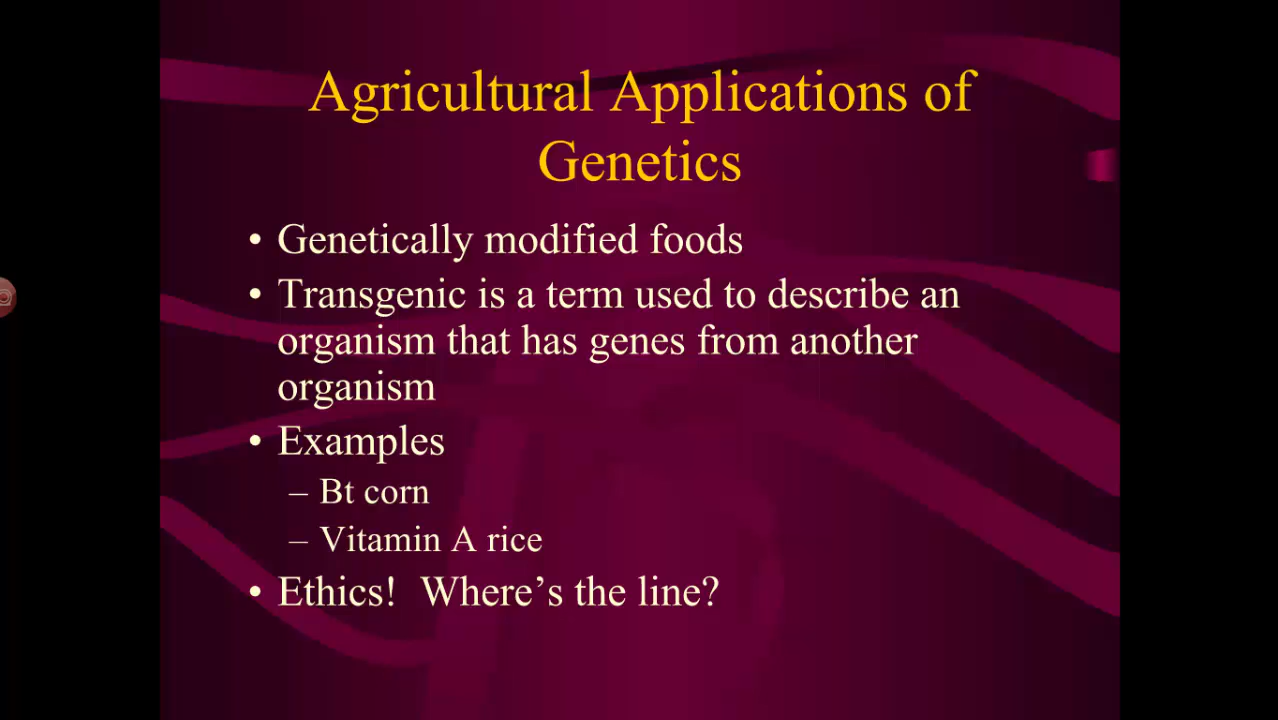 Agricultural Applications of
Genetics
• Genetically modified foods
• Transgenic is a term used to describe an
organism that has genes from another
organism
• Examples
– Bt corn
– Vitamin A rice
• Ethics!  Where’s the line?